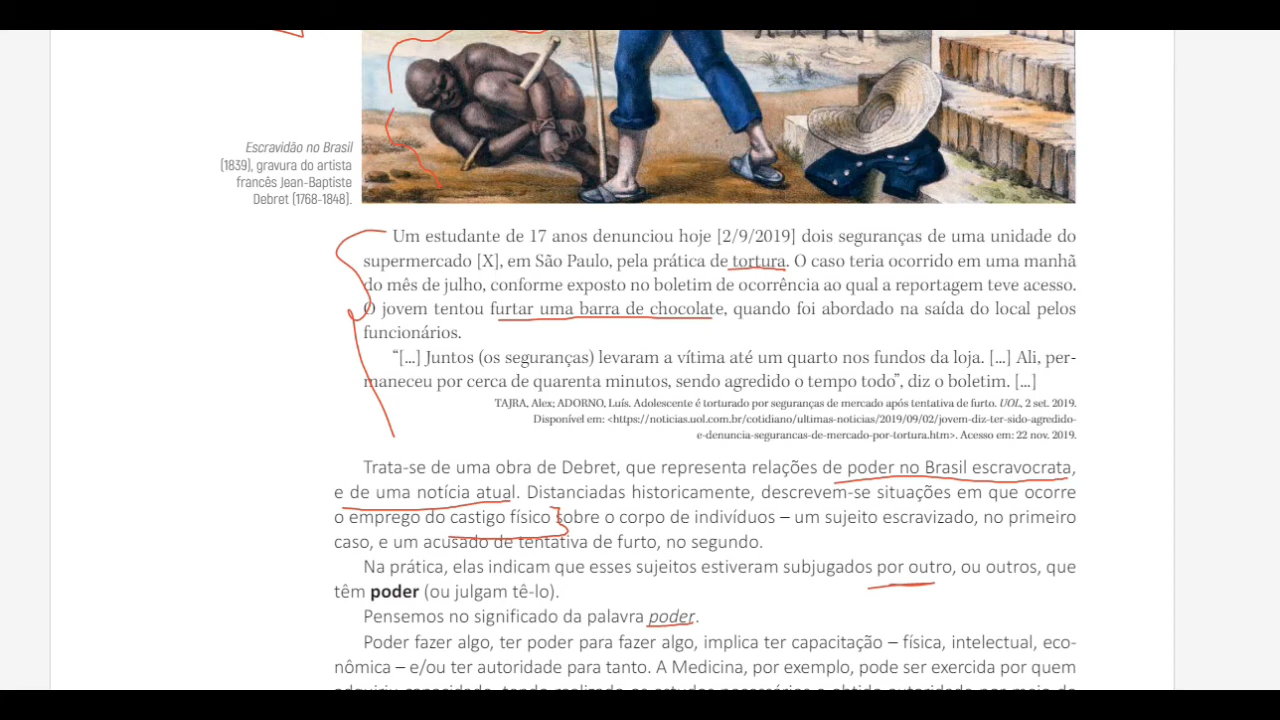 Escravidão no Brasil
(1839), gravura do artista
francês Jean-Baptiste
Debret (1768-1848).
Um estudante de 17 anos denunciou hoje [2/9/2019] dois seguranças de uma unidade do
supermercado [X], em São Paulo, pela prática de tortura. O caso teria ocorrido em uma manhã
do mês de julho, conforme exposto no boletim de ocorrência ao qual a reportagem teve acesso.
O jovem tentou furtar uma barra de chocolate, quando foi abordado na saída do local pelos
funcionários.
“[...] Juntos (os seguranças) levaram a vítima até um quarto nos fundos da loja. [...] Ali, per-
maneceu por cerca de quarenta minutos, sendo agredido o tempo todo”, diz o boletim. [...]
TAJRA, Alex; ADORNO, Luís. Adolescente é torturado por seguranças de mercado após tentativa de furto. UOL, 2 set. 2019.
Disponível em: <https://noticias.uol.com.br/cotidiano/ultimas-noticias/2019/09/02/jovem-diz-ter-sido-agredido-
e-denuncia-segurancas-de-mercado-por-tortura.htm>. Acesso em: 22 nov. 2019.
Trata-se de uma obra de Debret, que representa relações de poder no Brasil escravocrata,
e de uma notícia atual. Distanciadas historicamente, descrevem-se situações em que ocorre
o emprego do castigo físico sobre o corpo de indivíduos – um sujeito escravizado, no primeiro
caso, e um acusado de tentativa de furto, no segundo.
Na prática, elas indicam que esses sujeitos estiveram subjugados por outro, ou outros, que
têm poder (ou julgam tê-lo).
Pensemos no significado da palavra poder.
Poder fazer algo, ter poder para fazer algo, implica ter capacitação – física, intelectual, eco-
nômica – e/ou ter autoridade para tanto. A Medicina, por exemplo, pode ser exercida por quem